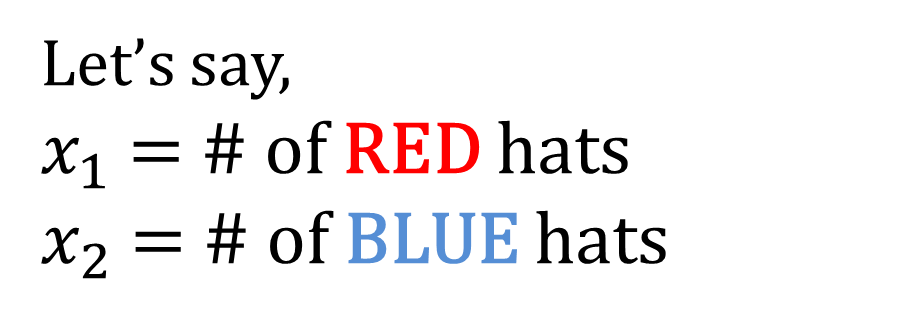 Let’s say,
x₁ = # of RED hats
x₂ = # of BLUE hats